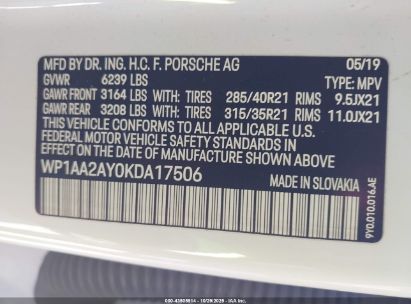 MFD BY DR. ING. H.C. F. PORSCHE AG 05/19
GVWR 6239 LBS TYPE: MPV
GAWR FRONT 3164 LBS WITH: TIRES 285/40R21 RIMS 9.5JX21
GAWR REAR 3208 LBS WITH: TIRES 315/35R21 RIMS 11.0JX21
THIS VEHICLE CONFORMS TO ALL APPLICABLE U.S.
FEDERAL MOTOR VEHICLE SAFETY STANDARDS IN
EFFECT ON THE DATE OF MANUFACTURE SHOWN ABOVE.
WP1AA2AY0KDA17506
MADE IN SLOVAKIA
9Y0.010.016.AE